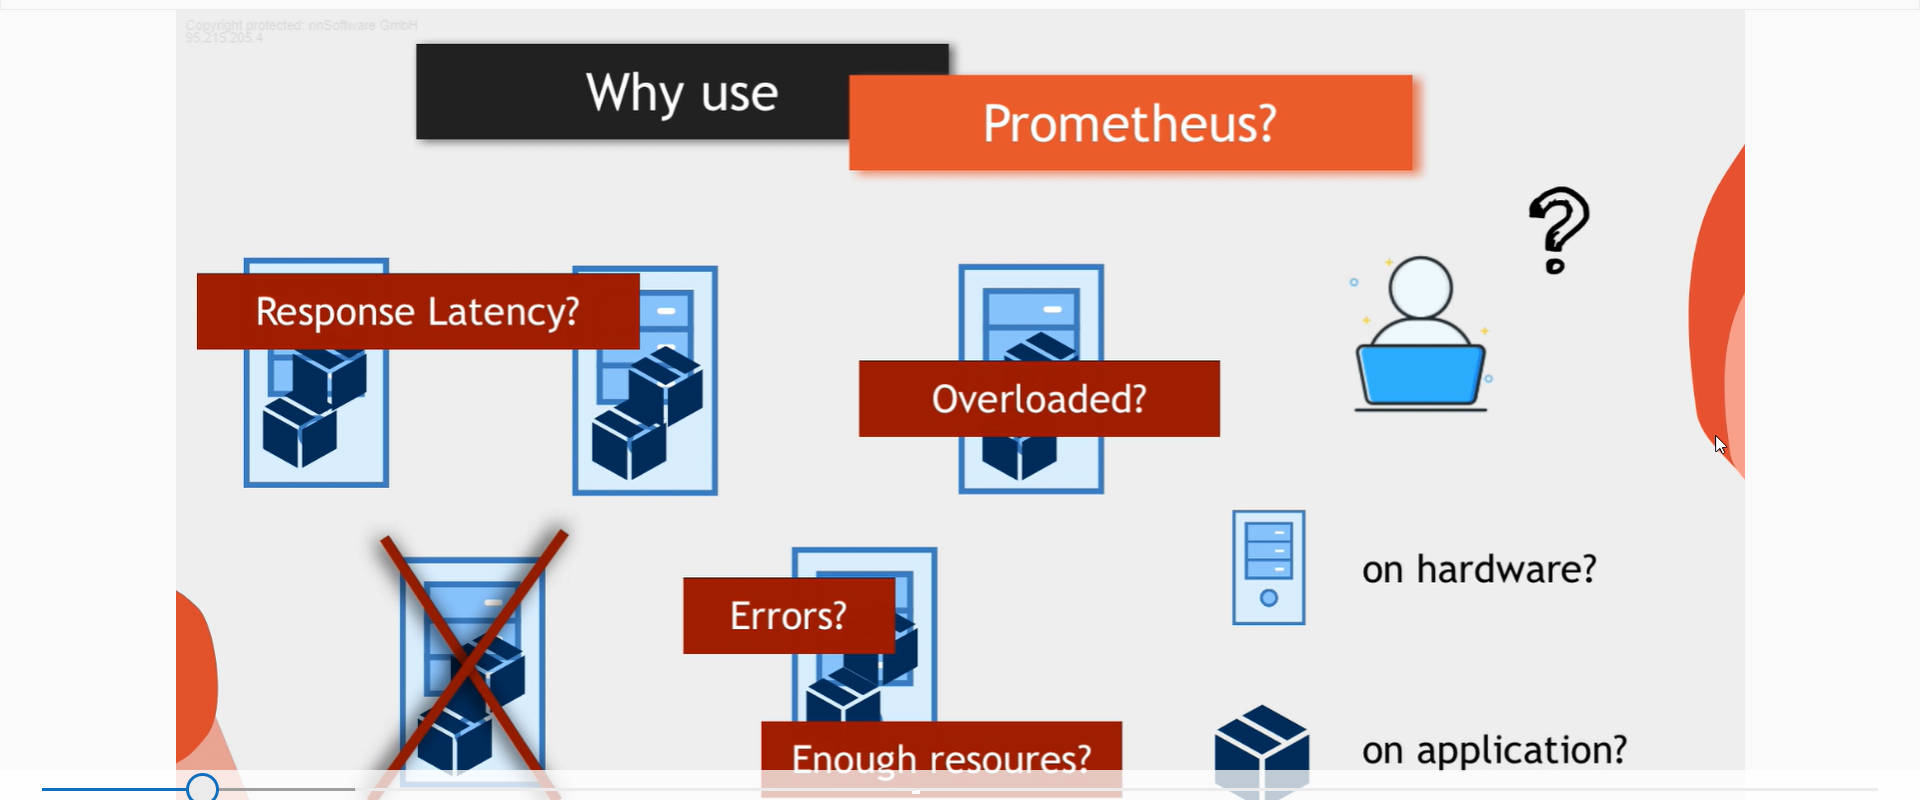 Copyright protected: nnSoftware GmbH
95.215.205.4
Why use
Prometheus?
?
Response Latency?
Overloaded?
on hardware?
Errors?
on application?
Enough resoures?